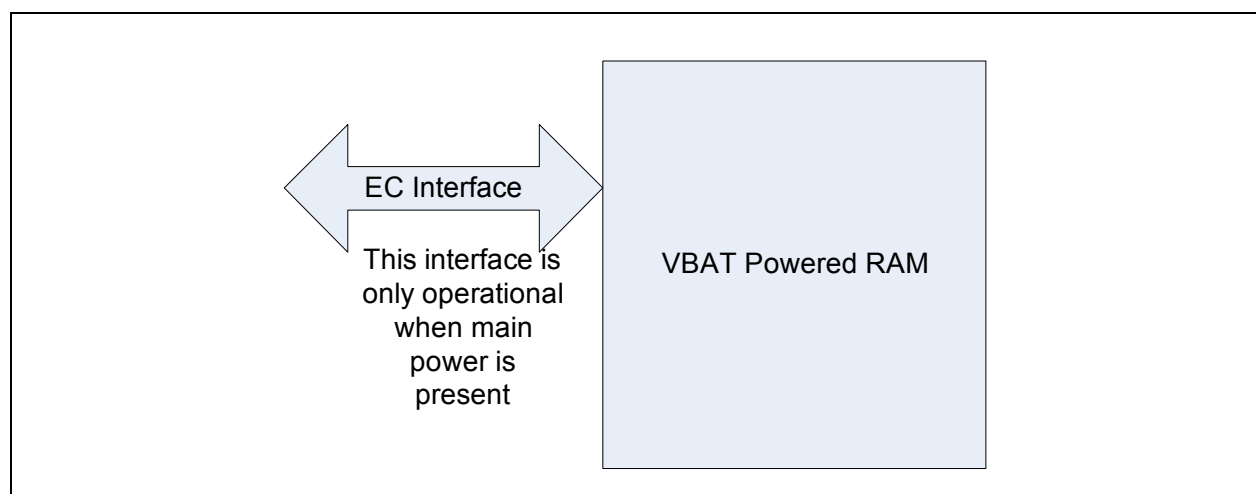 EC Interface
This interface is
only operational
when main
power is
present
VBAT Powered RAM